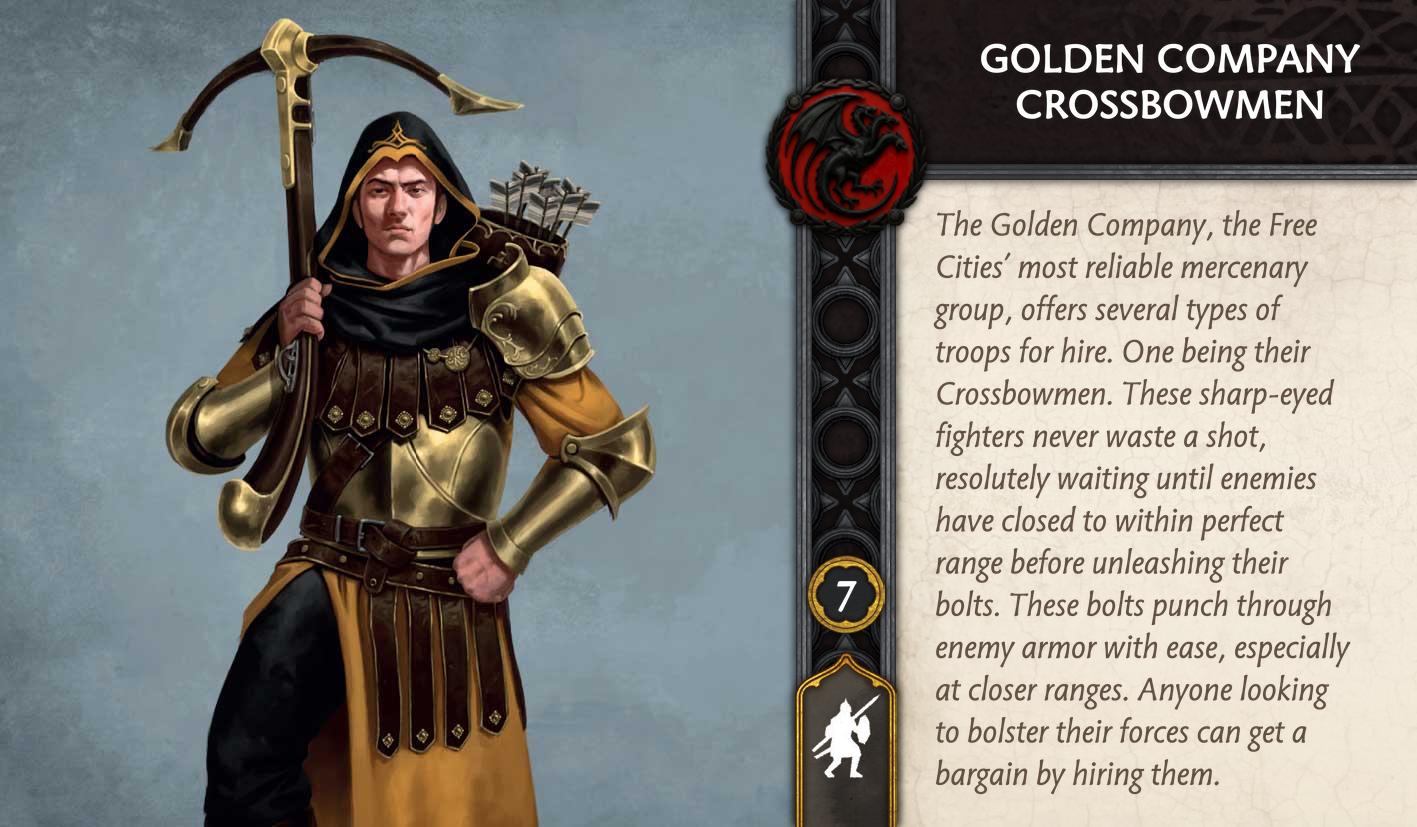 GOLDEN COMPANY
CROSSBOWMEN
The Golden Company, the Free
Cities’ most reliable mercenary
group, offers several types of
troops for hire. One being their
Crossbowmen. These sharp-eyed
fighters never waste a shot,
resolutely waiting until enemies
have closed to within perfect
range before unleashing their
bolts. These bolts punch through
enemy armor with ease, especially
at closer ranges. Anyone looking
to bolster their forces can get a
bargain by hiring them.
7